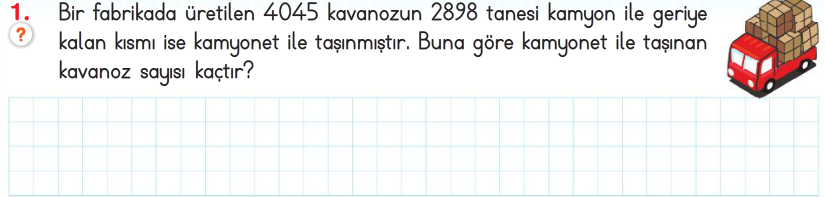 1. Bir fabrikada üretilen 4045 kavanozun 2898 tanesi kamyon ile geriye
? kalan kısmı ise kamyonet ile taşınmıştır. Buna göre kamyonet ile taşınan
kavanoz sayısı kaçtır?